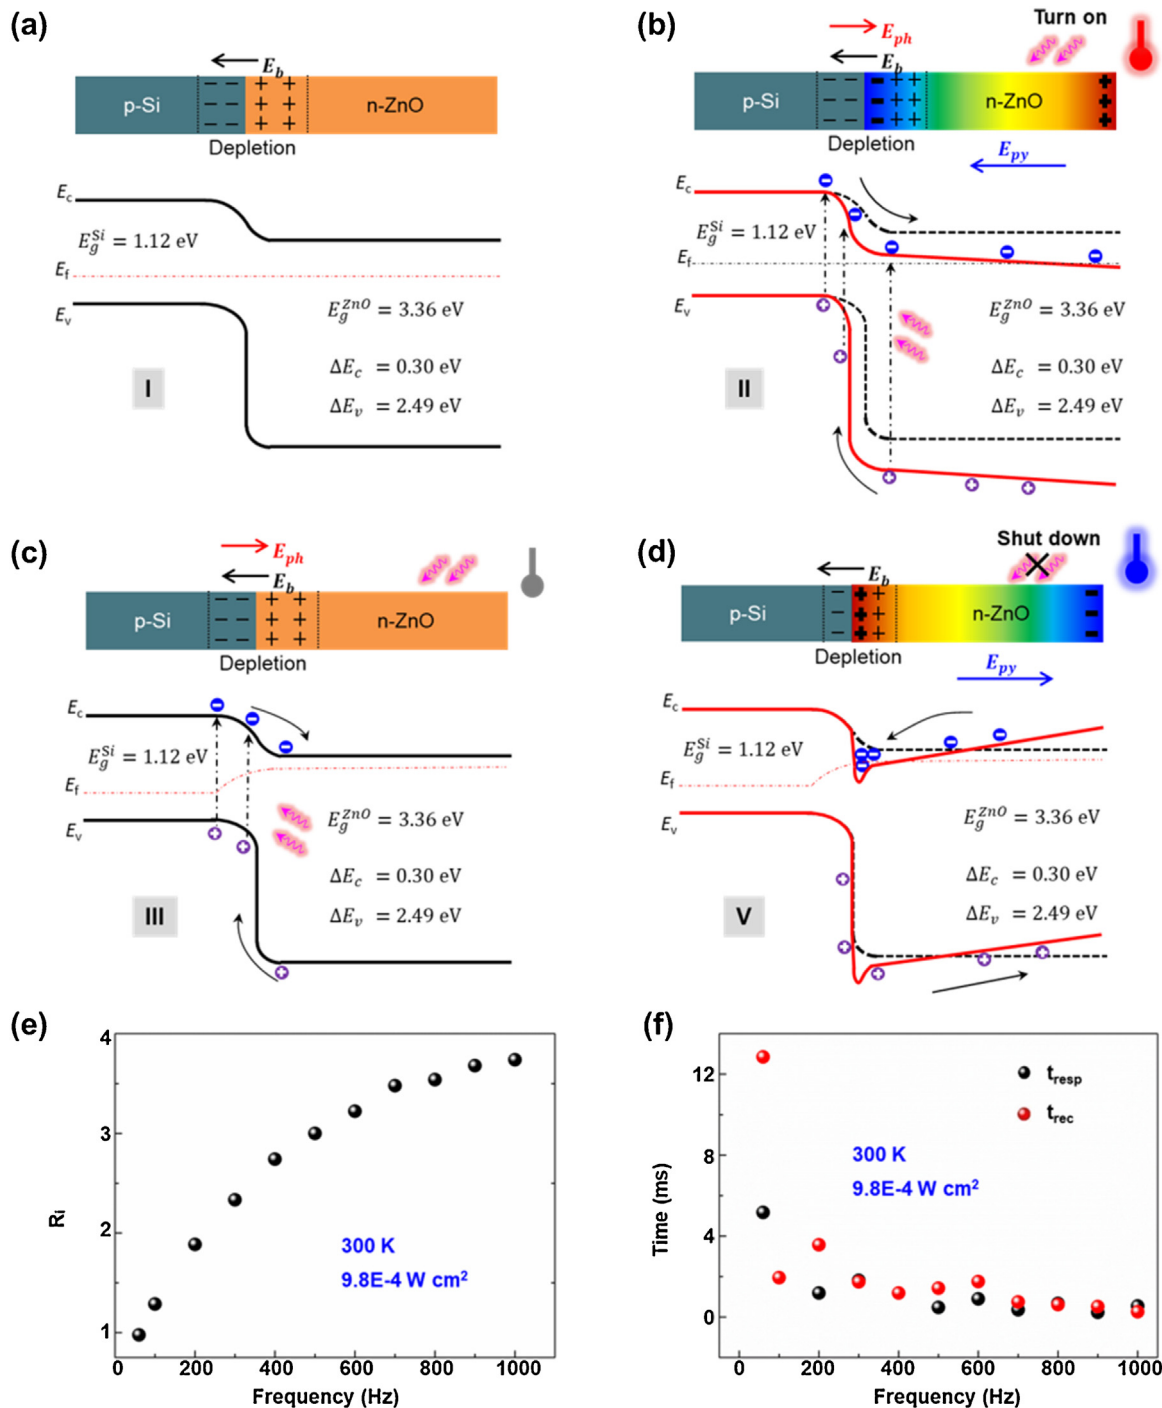 (a)
E_b
p-Si
− − + +
− − + +
− − + +
n-ZnO
Depletion
E_c
E_g^Si = 1.12 eV
E_f
E_v
E_g^ZnO = 3.36 eV
ΔE_c = 0.30 eV
ΔE_v = 2.49 eV
I
(b)
Turn on
E_ph
E_b
p-Si
− − − + + +
− − − + + +
− − − + + +
n-ZnO
Depletion
E_py
E_c
E_g^Si = 1.12 eV
E_f
E_v
E_g^ZnO = 3.36 eV
ΔE_c = 0.30 eV
ΔE_v = 2.49 eV
II
(c)
E_ph
E_b
p-Si
− − + +
− − + +
− − + +
n-ZnO
Depletion
E_c
E_g^Si = 1.12 eV
E_f
E_v
E_g^ZnO = 3.36 eV
ΔE_c = 0.30 eV
ΔE_v = 2.49 eV
III
(d)
Shut down
E_b
p-Si
− + + −
− + + −
− + + −
n-ZnO
Depletion
E_py
E_c
E_g^Si = 1.12 eV
E_f
E_v
E_g^ZnO = 3.36 eV
ΔE_c = 0.30 eV
ΔE_v = 2.49 eV
V
(e)
4
3
2
1
R_i
300 K
9.8E-4 W cm²
0 200 400 600 800 1000
Frequency (Hz)
(f)
12
8
4
0
Time (ms)
t_resp
t_rec
300 K
9.8E-4 W cm²
0 200 400 600 800 1000
Frequency (Hz)